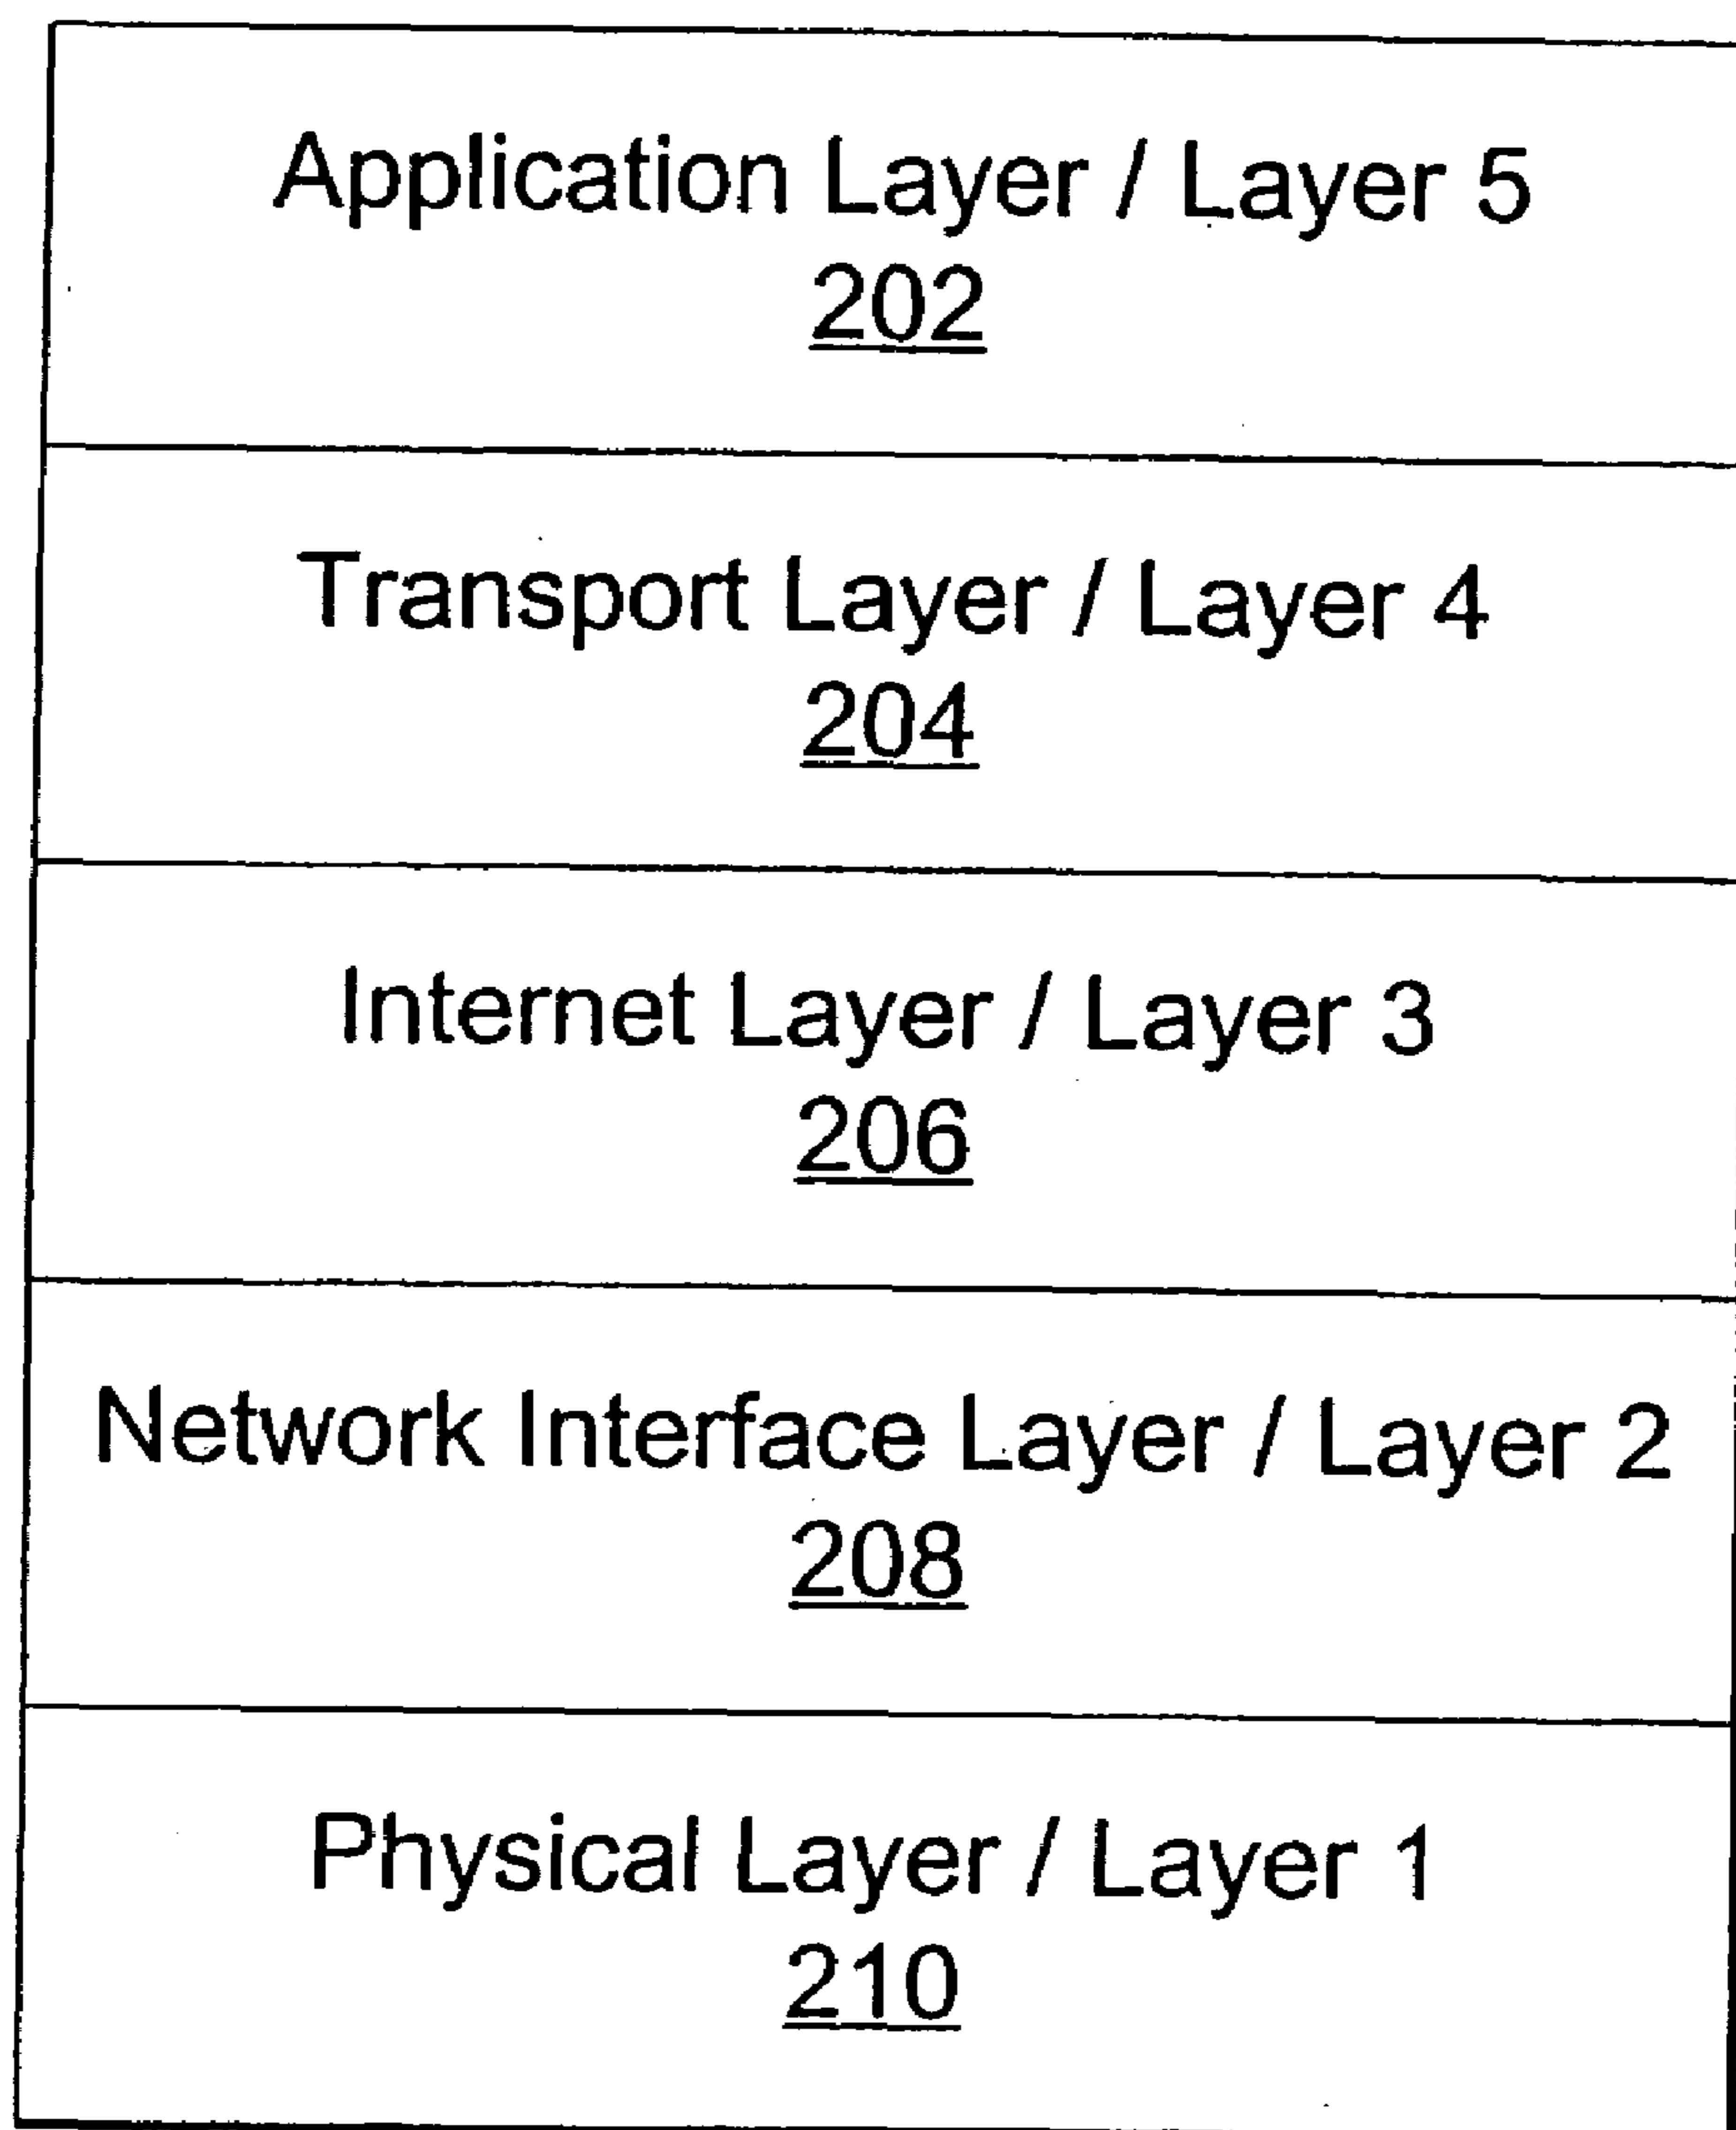 Application Layer / Layer 5
202
Transport Layer / Layer 4
204
Internet Layer / Layer 3
206
Network Interface Layer / Layer 2
208
Physical Layer / Layer 1
210